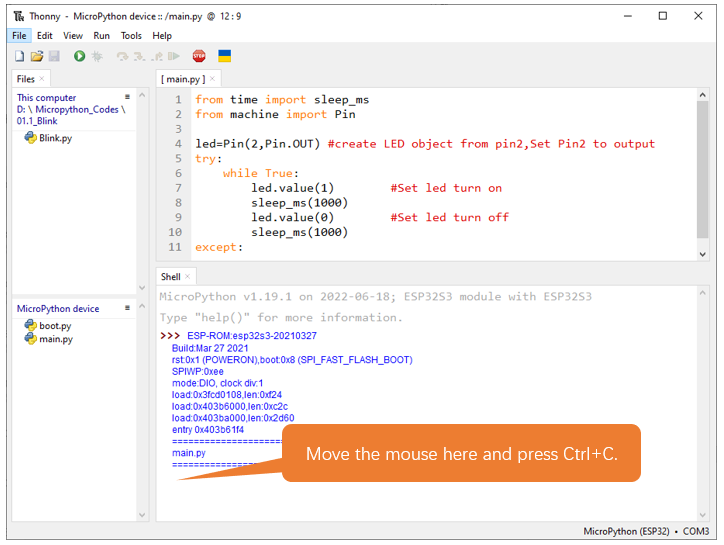 Thonny - MicroPython device :: /main.py @ 12 : 9
File Edit View Run Tools Help
STOP
Files
This computer
D: \ Micropython_Codes \
01.1_Blink
Blink.py
MicroPython device
boot.py
main.py
[ main.py ]
1 from time import sleep_ms
2 from machine import Pin
3
4 led=Pin(2,Pin.OUT) #create LED object from pin2,Set Pin2 to output
5 try:
6 while True:
7 led.value(1) #Set led turn on
8 sleep_ms(1000)
9 led.value(0) #Set led turn off
10 sleep_ms(1000)
11 except:
Shell
MicroPython v1.19.1 on 2022-06-18; ESP32S3 module with ESP32S3
Type "help()" for more information.
>>> ESP-ROM:esp32s3-20210327
Build:Mar 27 2021
rst:0x1 (POWERON),boot:0x8 (SPI_FAST_FLASH_BOOT)
SPIWP:0xee
mode:DIO, clock div:1
load:0x3fcd0108,len:0xf24
load:0x403b6000,len:0xc2c
load:0x403ba000,len:0x2d60
entry 0x403b61f4
======================
main.py
================
Move the mouse here and press Ctrl+C.
MicroPython (ESP32) • COM3